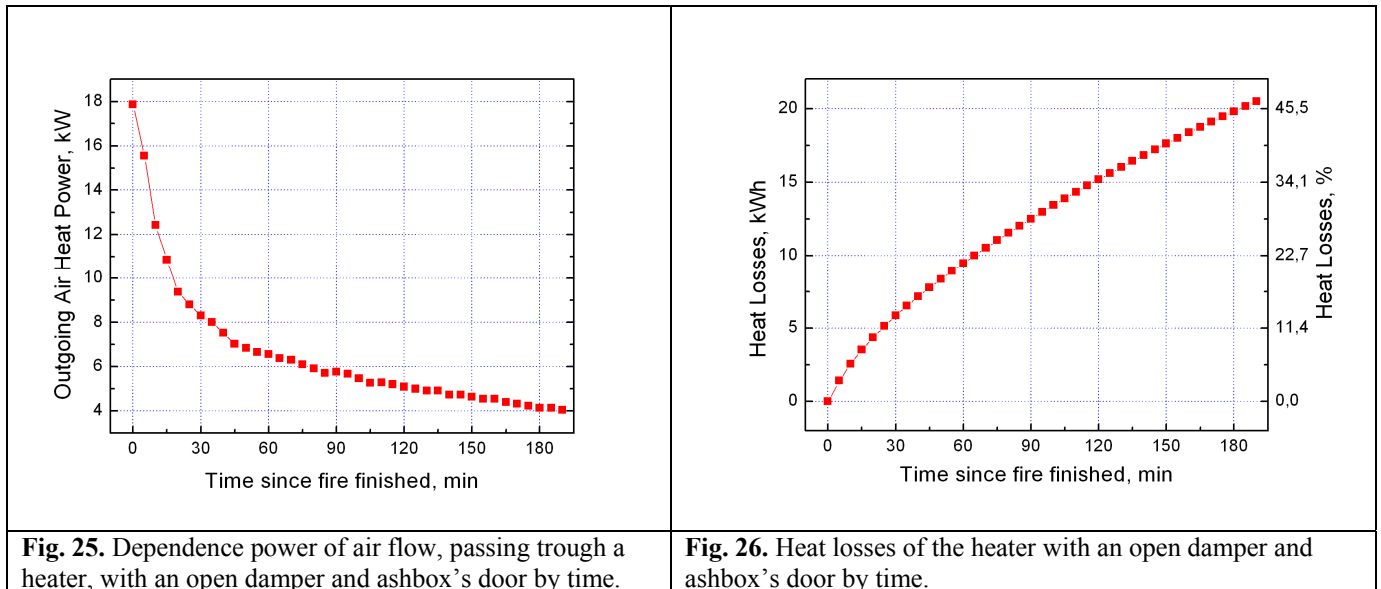 Outgoing Air Heat Power, kW
18
16
14
12
10
8
6
4
0 30 60 90 120 150 180
Time since fire finished, min
Heat Losses, kWh
20
15
10
5
0
45,5
34,1
22,7
11,4
0,0
Heat Losses, %
0 30 60 90 120 150 180
Time since fire finished, min
Fig. 25. Dependence power of air flow, passing trough a
heater, with an open damper and ashbox's door by time.
Fig. 26. Heat losses of the heater with an open damper and
ashbox's door by time.